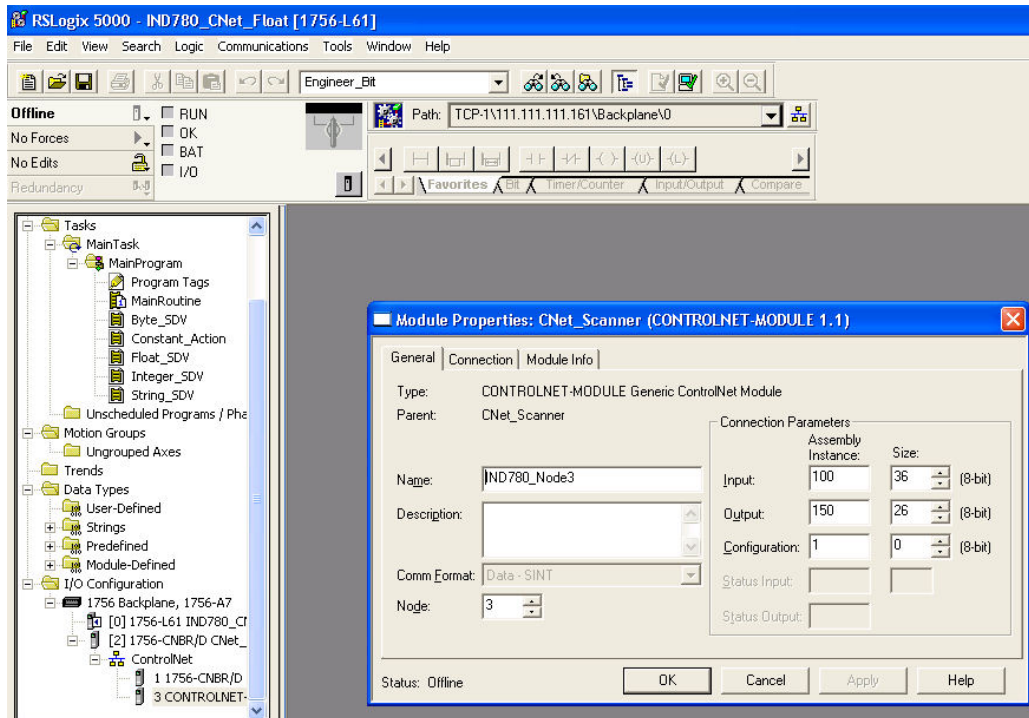 RSLogix 5000 - IND780_CNet_Float [1756-L61]
File Edit View Search Logic Communications Tools Window Help
Engineer_Bit
Offline
RUN
Path: TCP-1\111.111.111.161\Backplane\0
No Forces
OK
No Edits
BAT
I/O
Redundancy
Favorites Bit Timer/Counter Input/Output Compare
Tasks
MainTask
MainProgram
Program Tags
MainRoutine
Byte_SDV
Constant_Action
Float_SDV
Integer_SDV
String_SDV
Unscheduled Programs / Pha
Motion Groups
Ungrouped Axes
Trends
Data Types
User-Defined
Strings
Predefined
Module-Defined
I/O Configuration
1756 Backplane, 1756-A7
[0] 1756-L61 IND780_C
[2] 1756-CNBR/D CNet_
ControlNet
1 1756-CNBR/D
3 CONTROLNET-
Module Properties: CNet_Scanner (CONTROLNET-MODULE 1.1)
General Connection Module Info
Type: CONTROLNET-MODULE Generic ControlNet Module
Parent: CNet_Scanner
Connection Parameters
Assembly Instance: Size:
Name: IND780_Node3
Input: 100 36 (8-bit)
Description:
Output: 150 26 (8-bit)
Configuration: 1 0 (8-bit)
Comm Format: Data - SINT
Status Input:
Node: 3
Status Output:
Status: Offline
OK Cancel Apply Help